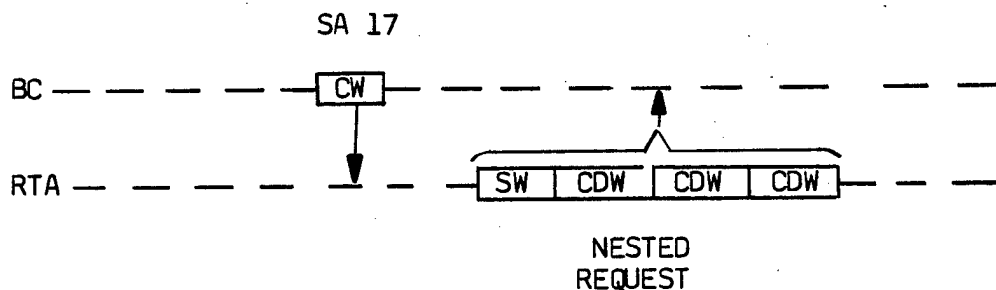 SA 17
BC
CW
RTA
SW CDW CDW CDW
NESTED
REQUEST